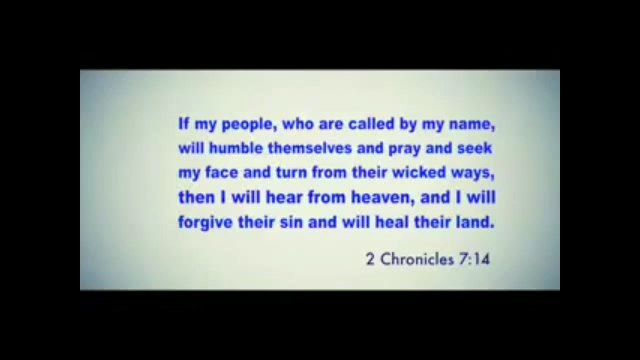 If my people, who are called by my name,
will humble themselves and pray and seek
my face and turn from their wicked ways,
then I will hear from heaven, and I will
forgive their sin and will heal their land.
2 Chronicles 7:14